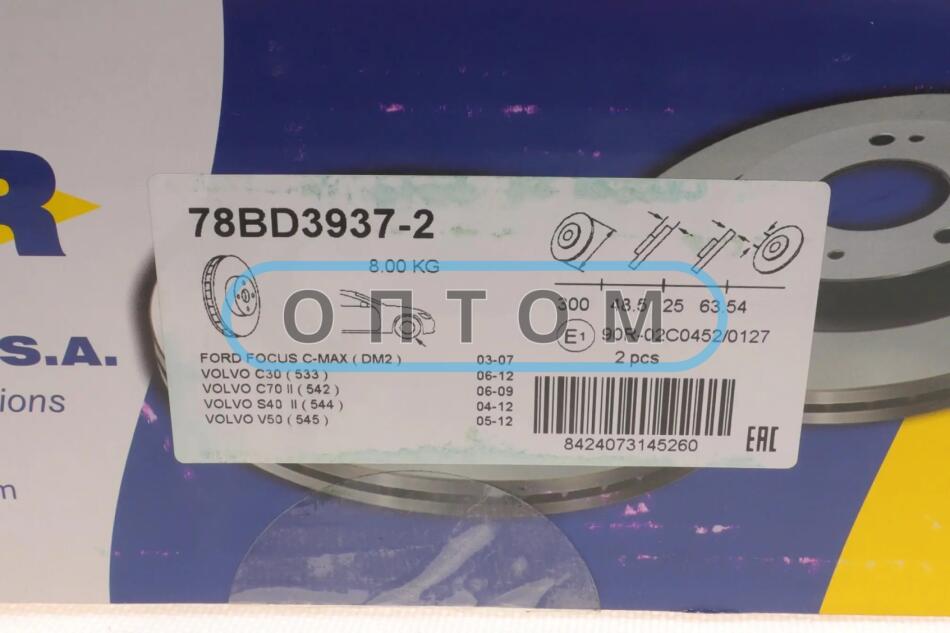 R
S.A.
ions
m
78BD3937-2
8.00 KG
ОПТОМ
300 48.5 25 63.54
E1 90R-02C0452/0127
2 pcs
FORD FOCUS C-MAX ( DM2 ) 03-07
VOLVO C30 ( 533 ) 06-12
VOLVO C70 II ( 542 ) 06-09
VOLVO S40 II ( 544 ) 04-12
VOLVO V50 ( 545 ) 05-12
8424073145260
EAC